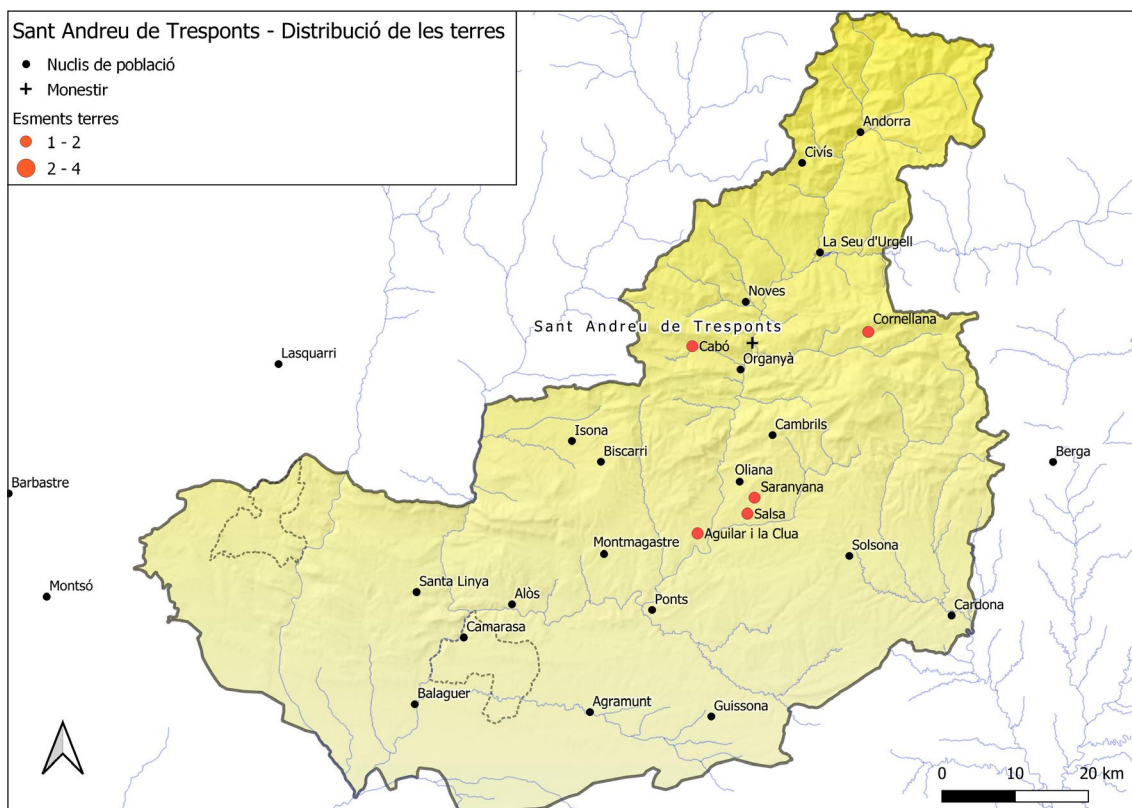 Sant Andreu de Tresponts - Distribució de les terres
Nuclis de població
Monestir
Esments terres
1 - 2
2 - 4
Andorra
Civís
La Seu d'Urgell
Noves
Cornellana
Sant Andreu de Tresponts
Cabó
Organyà
Lasquarri
Isona
Cambrils
Biscarri
Berga
Oliana
Saranyana
Barbastre
Salsa
Aguilar i la Clua
Montmagastre
Solsona
Santa Linya
Montsó
Alòs
Ponts
Cardona
Camarasa
Balaguer
Agramunt
Guissona
0 10 20 km